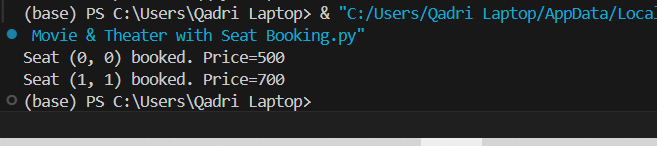 (base) PS C:\Users\Qadri Laptop> & "C:/Users/Qadri Laptop/AppData/Local
Movie & Theater with Seat Booking.py"
Seat (0, 0) booked. Price=500
Seat (1, 1) booked. Price=700
(base) PS C:\Users\Qadri Laptop>